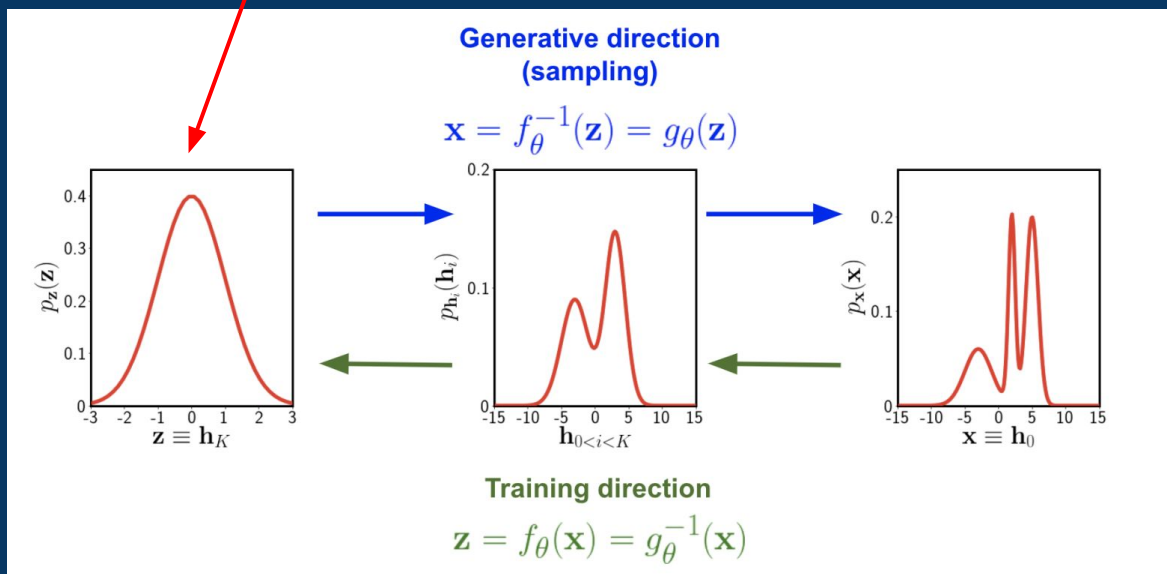 Generative direction
(sampling)
x = f_θ^{-1}(z) = g_θ(z)
0.4
0.3
0.2
0.1
0
p_z(z)
-3 -2 -1 0 1 2 3
z ≡ h_K
0.2
0.1
0
p_{h_i}(h_i)
-15 -10 -5 0 5 10 15
h_{0<i<K}
0.2
0.1
0
p_x(x)
-15 -10 -5 0 5 10 15
x ≡ h_0
Training direction
z = f_θ(x) = g_θ^{-1}(x)